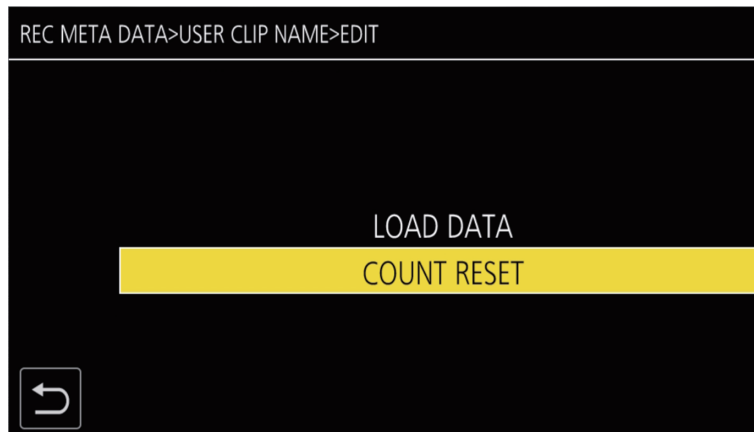 REC META DATA>USER CLIP NAME>EDIT
LOAD DATA
COUNT RESET